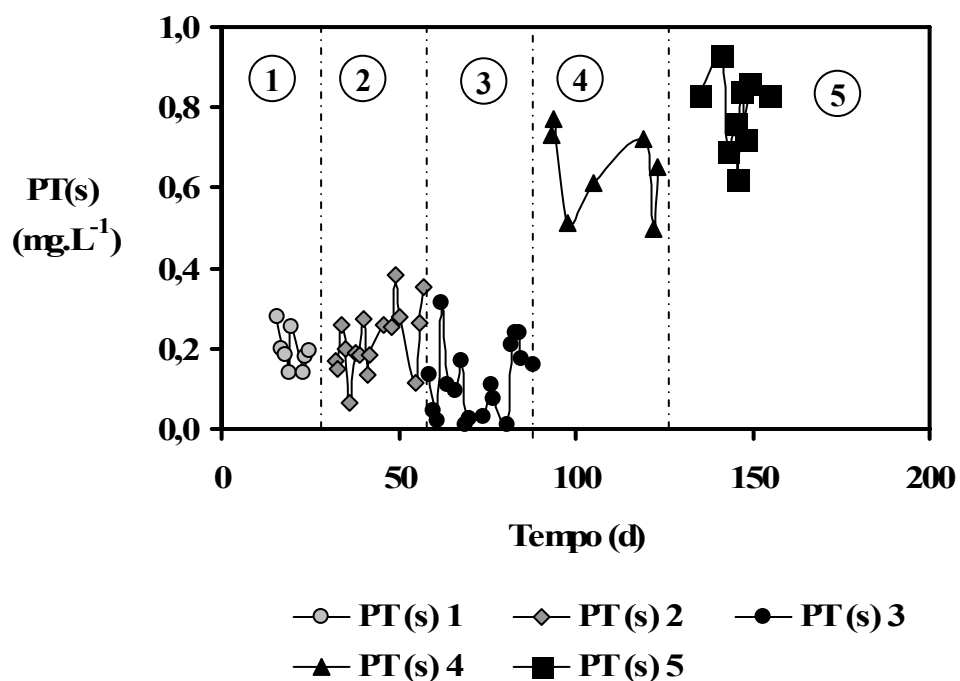 1,0
0,8
0,6
0,4
0,2
0,0
PT(s)
(mg.L⁻¹)
1 2 3 4 5
0 50 100 150 200
Tempo (d)
PT (s) 1 PT (s) 2 PT (s) 3
PT (s) 4 PT (s) 5